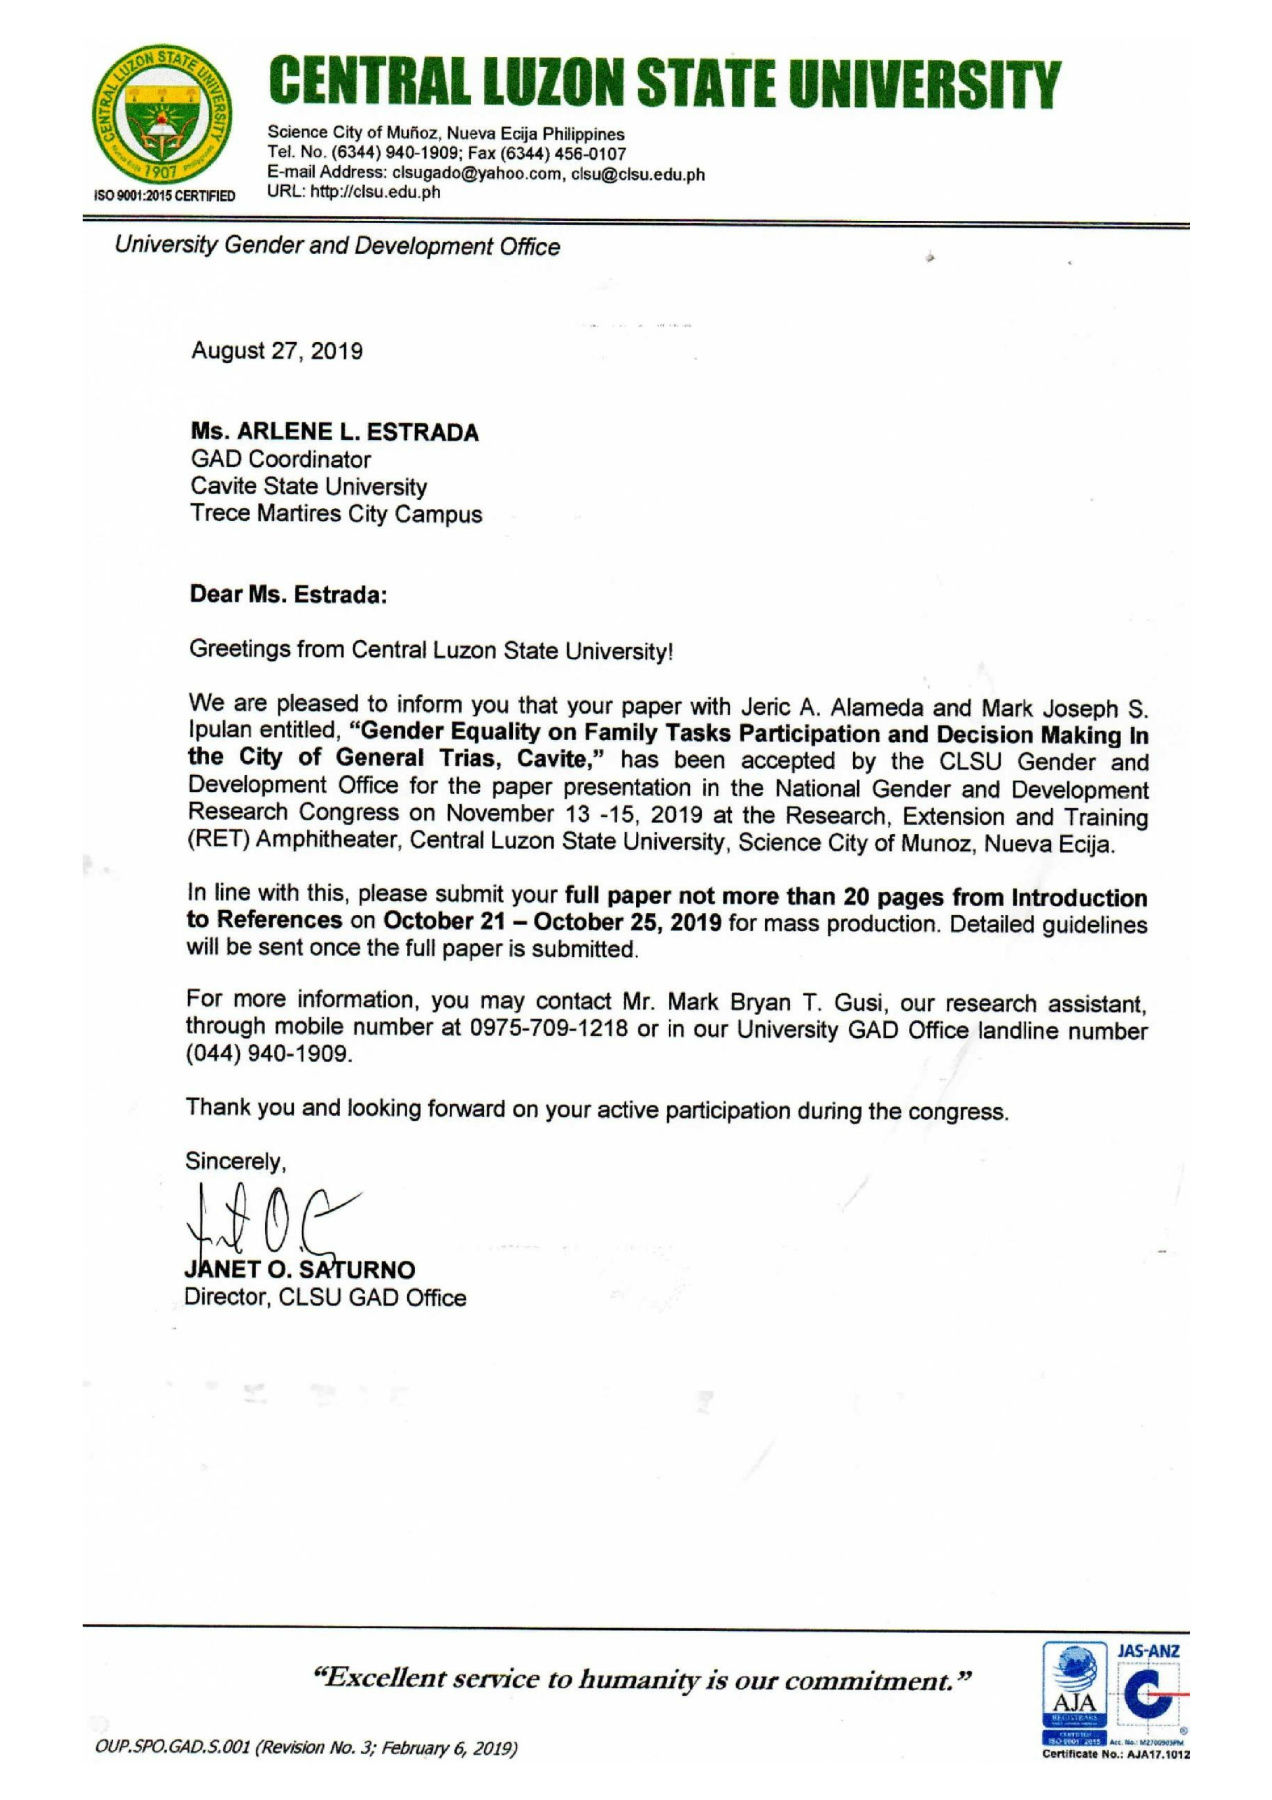 CENTRAL LUZON STATE UNIVERSITY
CENTRAL LUZON STATE UNIVERSITY
1907
ISO 9001:2015 CERTIFIED
Science City of Muñoz, Nueva Ecija Philippines
Tel. No. (6344) 940-1909; Fax (6344) 456-0107
E-mail Address: clsugado@yahoo.com, clsu@clsu.edu.ph
URL: http://clsu.edu.ph
University Gender and Development Office
August 27, 2019
Ms. ARLENE L. ESTRADA
GAD Coordinator
Cavite State University
Trece Martires City Campus
Dear Ms. Estrada:
Greetings from Central Luzon State University!
We are pleased to inform you that your paper with Jeric A. Alameda and Mark Joseph S.
Ipulan entitled, “Gender Equality on Family Tasks Participation and Decision Making In
the City of General Trias, Cavite,” has been accepted by the CLSU Gender and
Development Office for the paper presentation in the National Gender and Development
Research Congress on November 13 -15, 2019 at the Research, Extension and Training
(RET) Amphitheater, Central Luzon State University, Science City of Munoz, Nueva Ecija.
In line with this, please submit your full paper not more than 20 pages from Introduction
to References on October 21 – October 25, 2019 for mass production. Detailed guidelines
will be sent once the full paper is submitted.
For more information, you may contact Mr. Mark Bryan T. Gusi, our research assistant,
through mobile number at 0975-709-1218 or in our University GAD Office landline number
(044) 940-1909.
Thank you and looking forward on your active participation during the congress.
Sincerely,
JANET O. SATURNO
Director, CLSU GAD Office
“Excellent service to humanity is our commitment.”
OUP.SPO.GAD.S.001 (Revision No. 3; February 6, 2019)
AJA
REGISTRARS
CERTIFIED
ISO 9001: 2015
JAS-ANZ
C
®
Acc. No.: M2700903PM
Certificate No.: AJA17.1012